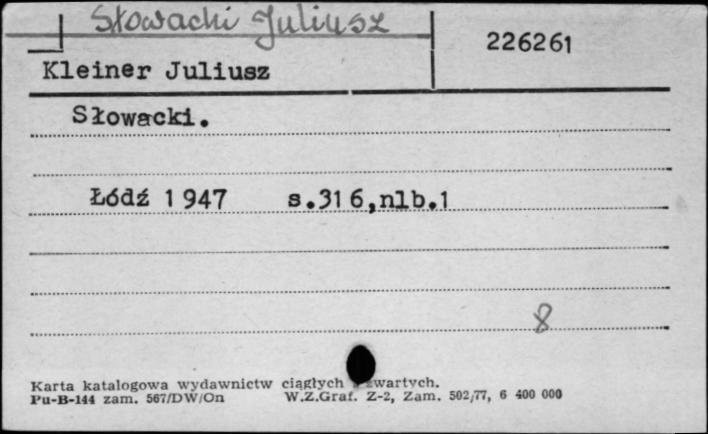 Słowacki Juliusz
226261
Kleiner Juliusz
Słowacki.
Łódź 1947 s.316,nlb.1
8
Karta katalogowa wydawnictw ciągłych zwartych.
Pu-B-144 zam. 567/DW/On W.Z.Graf. Z-2, Zam. 502/77, 6 400 000